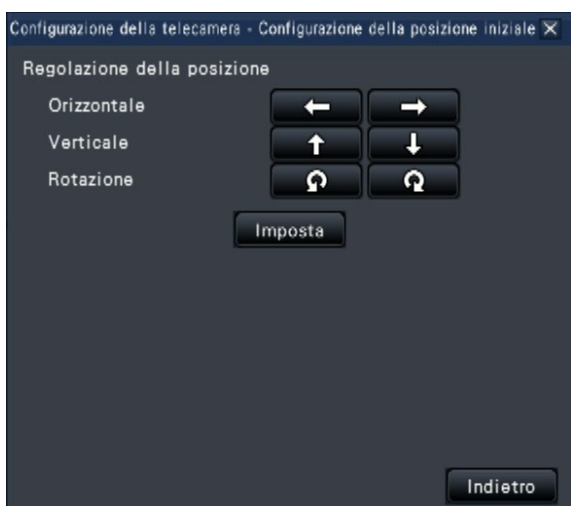 Configurazione della telecamera - Configurazione della posizione iniziale
Regolazione della posizione
Orizzontale
Verticale
Rotazione
Imposta
Indietro